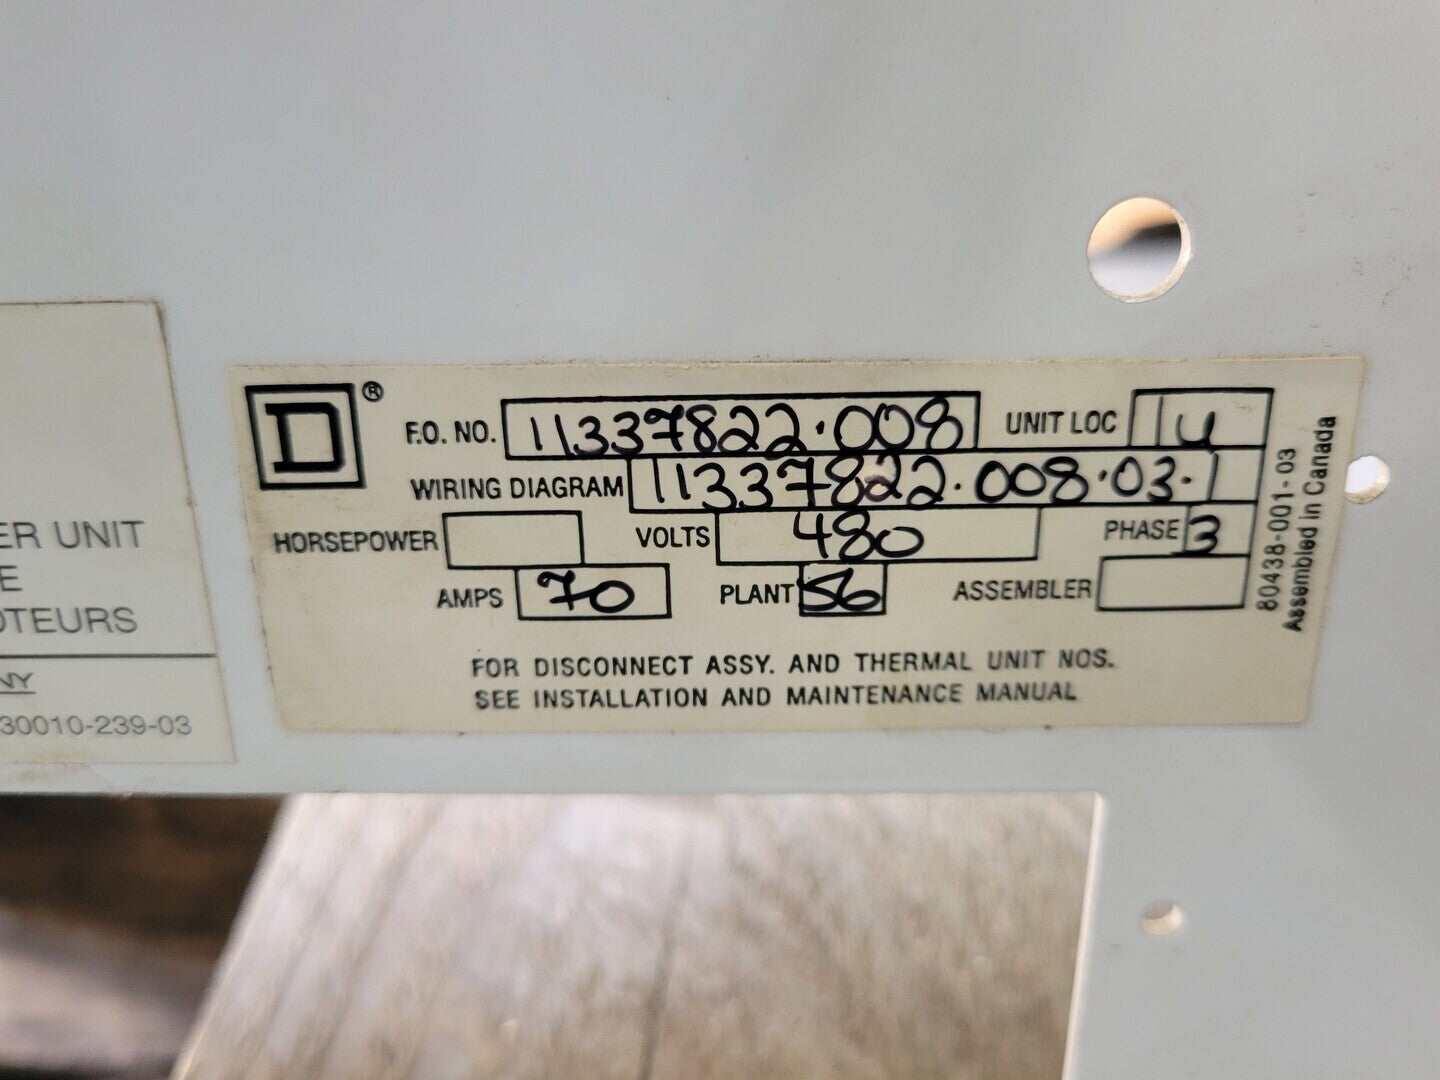 D®
F.O. NO. 11337822.008 UNIT LOC 1U
WIRING DIAGRAM 11337822.008.03.1
HORSEPOWER VOLTS 480 PHASE 3
AMPS 70 PLANT 56 ASSEMBLER
FOR DISCONNECT ASSY. AND THERMAL UNIT NOS.
SEE INSTALLATION AND MAINTENANCE MANUAL
80438-001-03
Assembled in Canada
ER UNIT
E
OTEURS
NY
30010-239-03